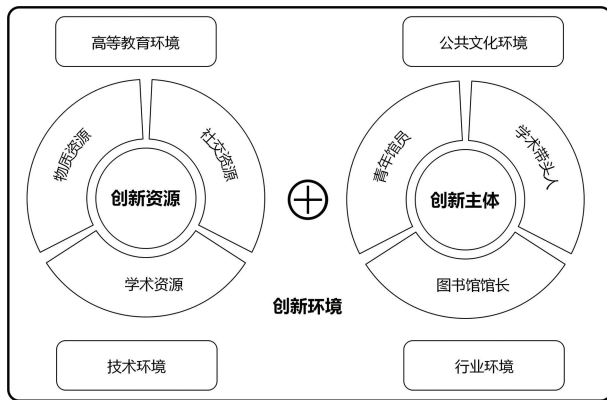 高等教育环境
公共文化环境
物质资源
社交资源
创新资源
学术资源
青年馆员
学术带头人
创新主体
图书馆馆长
创新环境
技术环境
行业环境